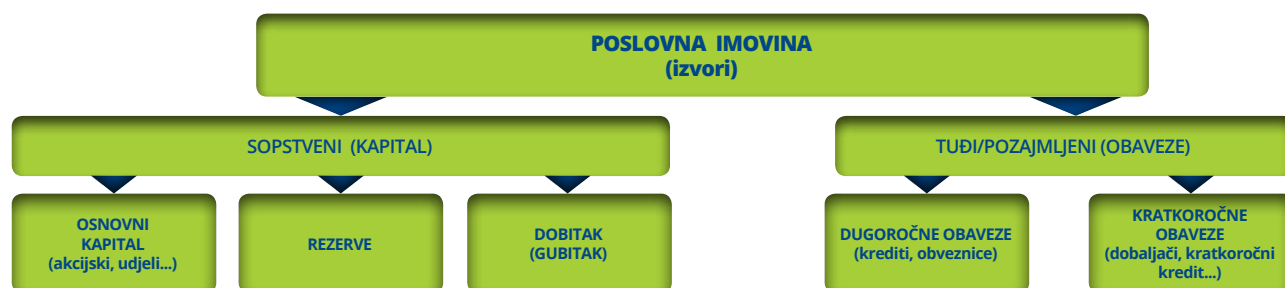 POSLOVNA IMOVINA
(izvori)
SOPSTVENI (KAPITAL)
TUĐI/POZAJMLJENI (OBAVEZE)
OSNOVNI
KAPITAL
(akcijski, udjeli...)
REZERVE
DOBITAK
(GUBITAK)
DUGOROČNE OBAVEZE
(krediti, obveznice)
KRATKOROČNE
OBAVEZE
(dobaljači, kratkoročni
kredit...)